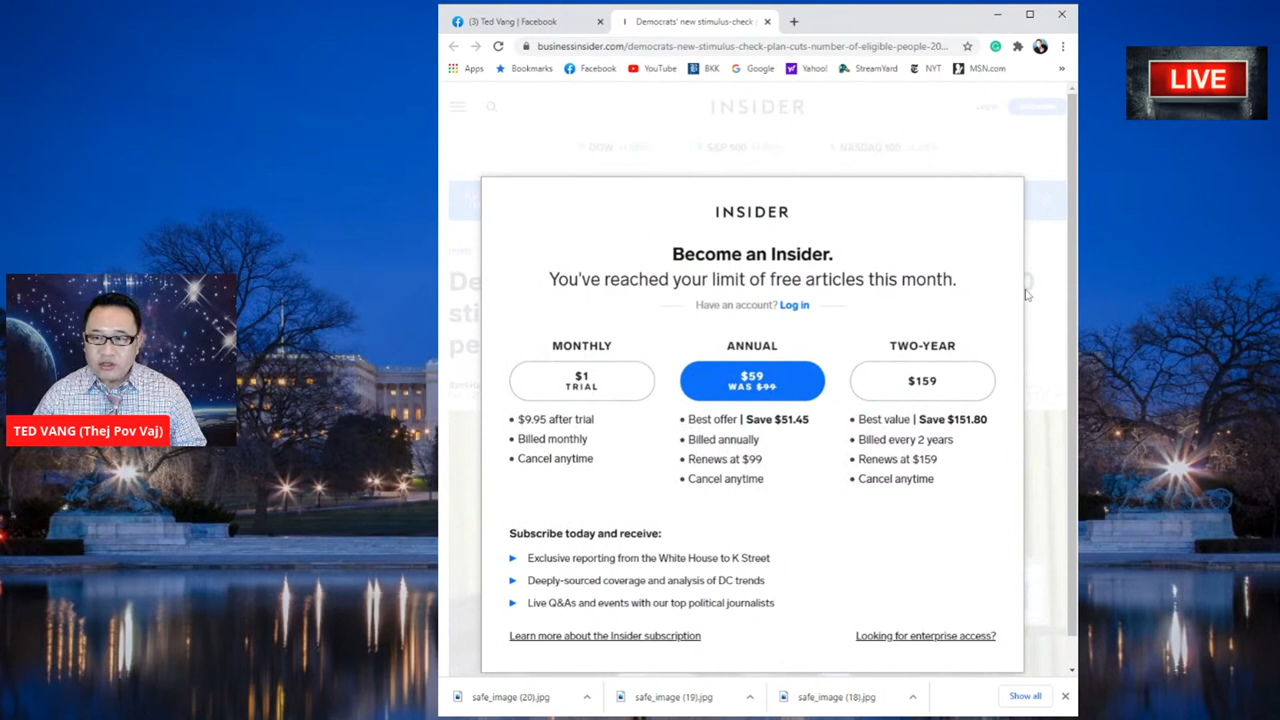 (3) Ted Vang | Facebook
Democrats' new stimulus-check
businessinsider.com/democrats-new-stimulus-check-plan-cuts-number-of-eligible-people-20...
Apps Bookmarks Facebook YouTube BKK Google Yahoo! StreamYard NYT MSN.com »
LIVE
INSIDER
DOW S&P 500 NASDAQ 100
INSIDER
Become an Insider.
You've reached your limit of free articles this month.
Have an account? Log in
MONTHLY ANNUAL TWO-YEAR
$1 $59 $159
TRIAL WAS $99
• $9.95 after trial • Best offer | Save $51.45 • Best value | Save $151.80
• Billed monthly • Billed annually • Billed every 2 years
• Cancel anytime • Renews at $99 • Renews at $159
• Cancel anytime • Cancel anytime
TED VANG (Thej Pov Vaj)
Subscribe today and receive:
Exclusive reporting from the White House to K Street
Deeply-sourced coverage and analysis of DC trends
Live Q&As and events with our top political journalists
Learn more about the Insider subscription Looking for enterprise access?
safe_image (20).jpg safe_image (19).jpg safe_image (18).jpg Show all